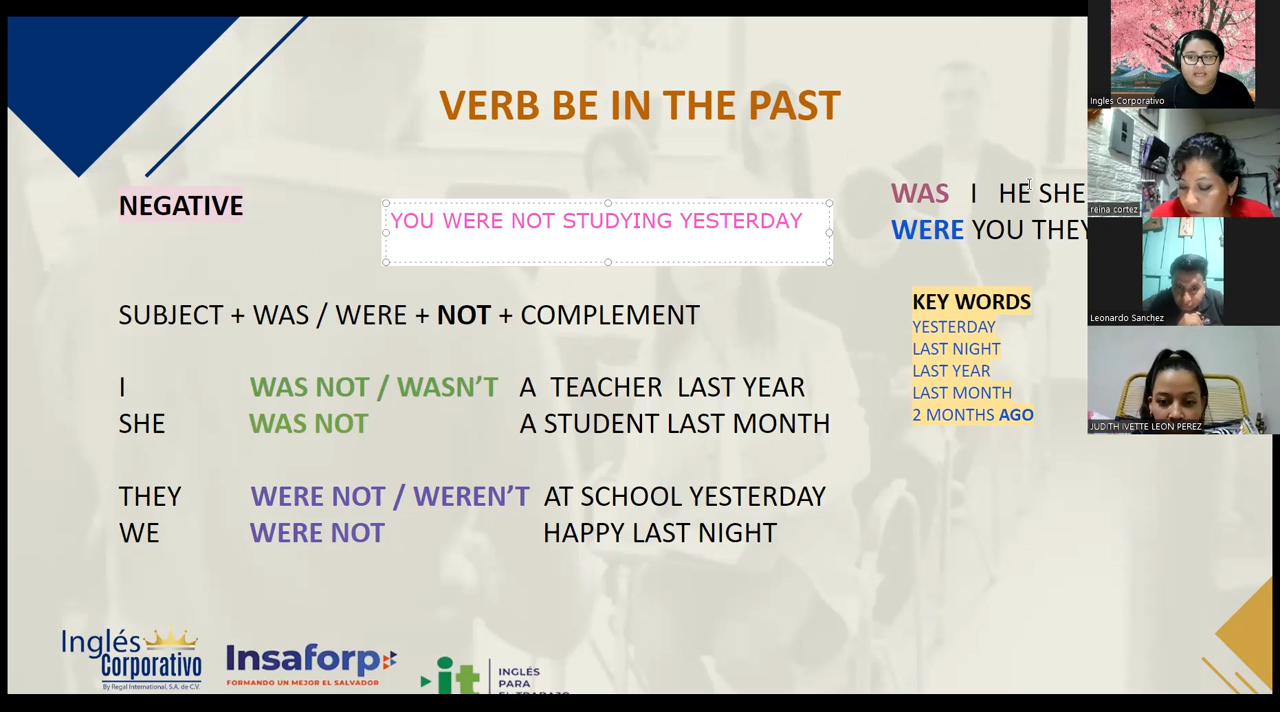 VERB BE IN THE PAST
NEGATIVE
YOU WERE NOT STUDYING YESTERDAY
WAS I HE SHE
WERE YOU THEY
SUBJECT + WAS / WERE + NOT + COMPLEMENT
KEY WORDS
YESTERDAY
LAST NIGHT
LAST YEAR
LAST MONTH
2 MONTHS AGO
I WAS NOT / WASN'T A TEACHER LAST YEAR
SHE WAS NOT A STUDENT LAST MONTH
THEY WERE NOT / WEREN'T AT SCHOOL YESTERDAY
WE WERE NOT HAPPY LAST NIGHT
Inglés
Corporativo
By Regal International, S.A. de C.V.
Insaforp
FORMANDO UN MEJOR EL SALVADOR
it
INGLÉS
PARA
EL TRABAJO
Ingles Corporativo
reina cortez
Leonardo Sanchez
JUDITH IVETTE LEON PEREZ